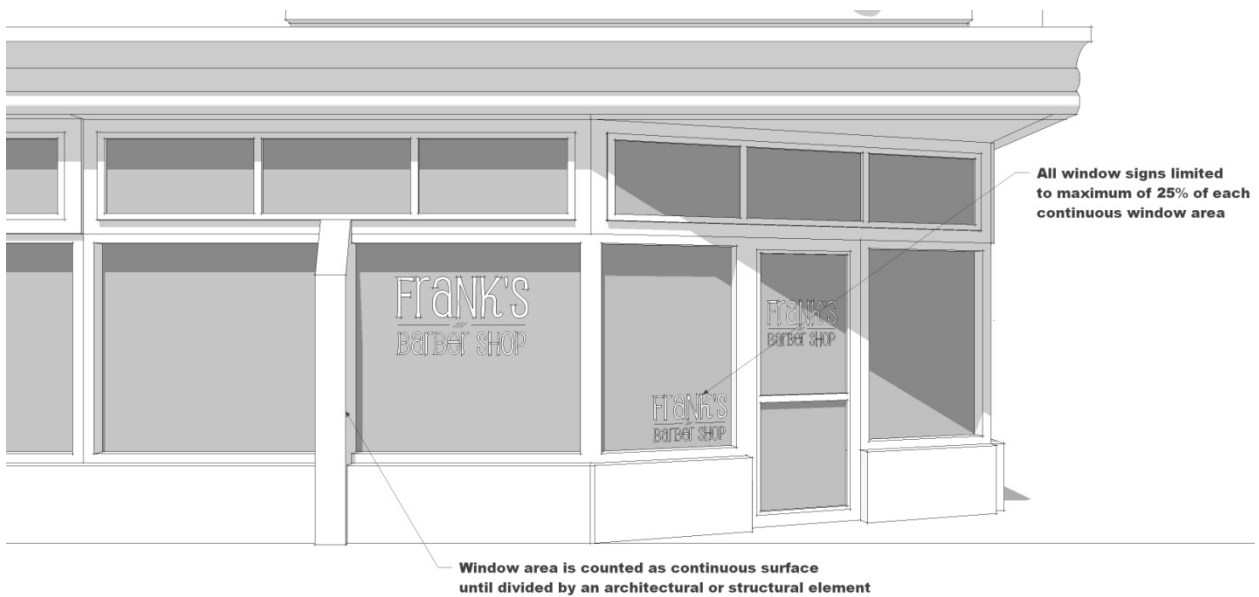 All window signs limited
to maximum of 25% of each
continuous window area
FraNK'S
BarBer SHOP
FraNK'S
BarBer SHOP
FraNK'S
BarBer SHOP
Window area is counted as continuous surface
until divided by an architectural or structural element